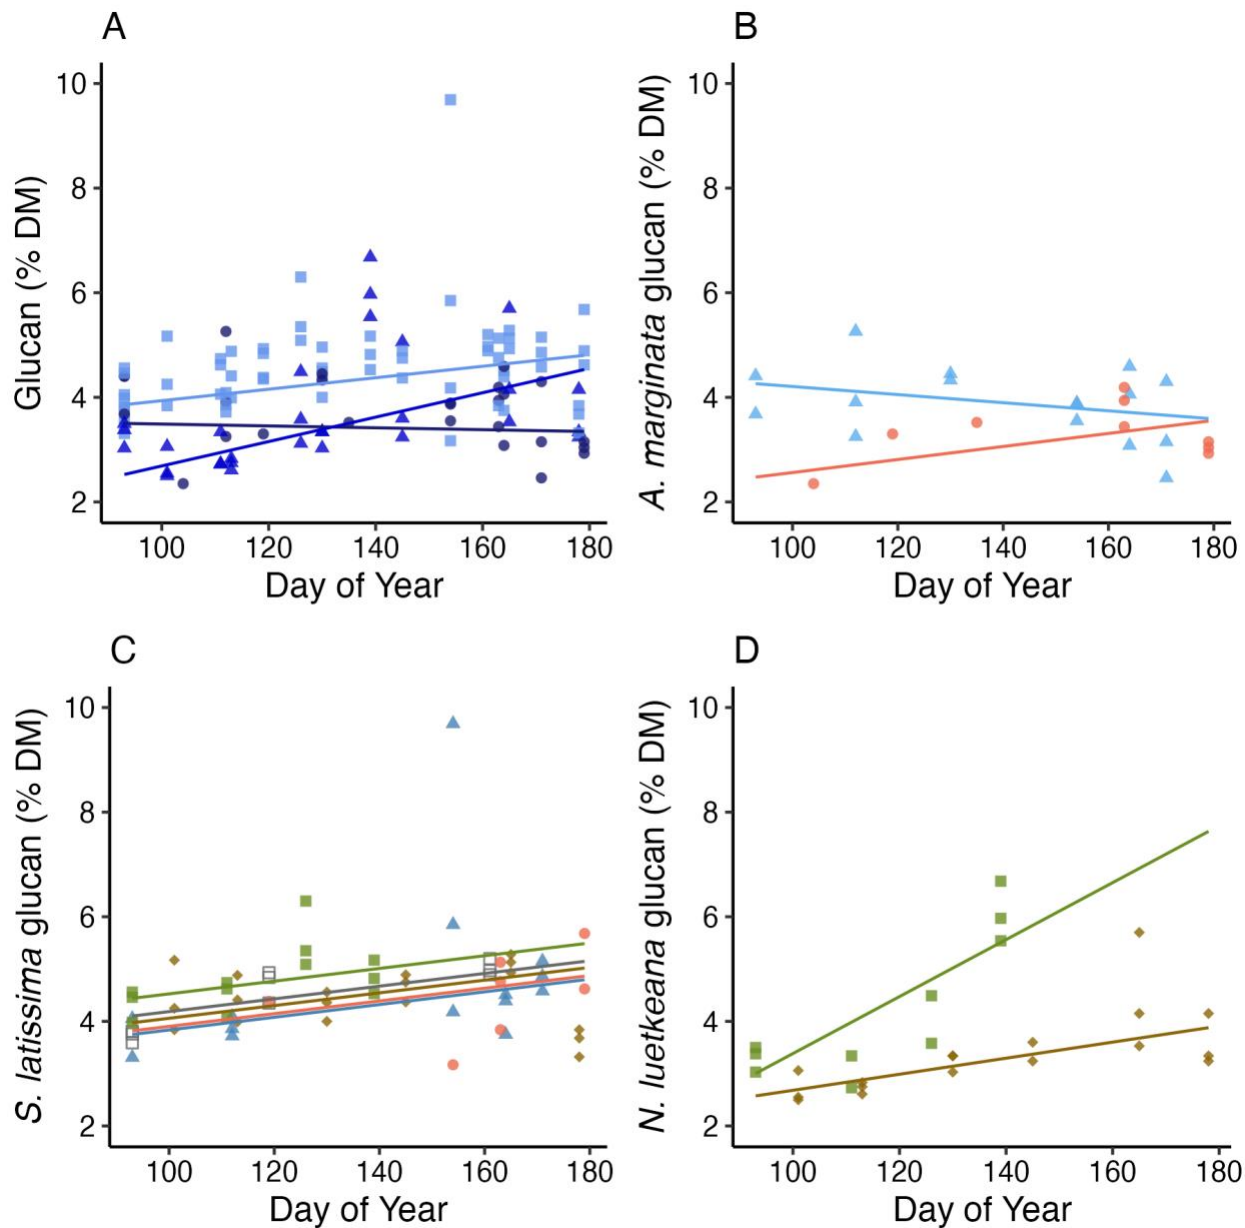 A
Glucan (% DM)
10
8
6
4
2
100 120 140 160 180
Day of Year
B
A. marginata glucan (% DM)
10
8
6
4
2
100 120 140 160 180
Day of Year
C
S. latissima glucan (% DM)
10
8
6
4
2
100 120 140 160 180
Day of Year
D
N. luetkeana glucan (% DM)
10
8
6
4
2
100 120 140 160 180
Day of Year